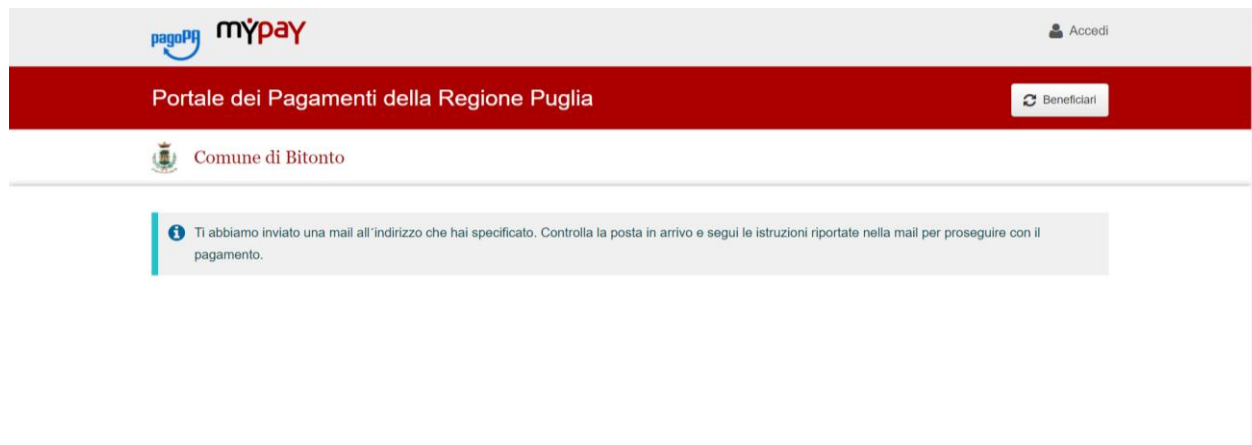 pagoPA mypay Accedi
Portale dei Pagamenti della Regione Puglia Beneficiari
Comune di Bitonto
Ti abbiamo inviato una mail all´indirizzo che hai specificato. Controlla la posta in arrivo e segui le istruzioni riportate nella mail per proseguire con il
pagamento.